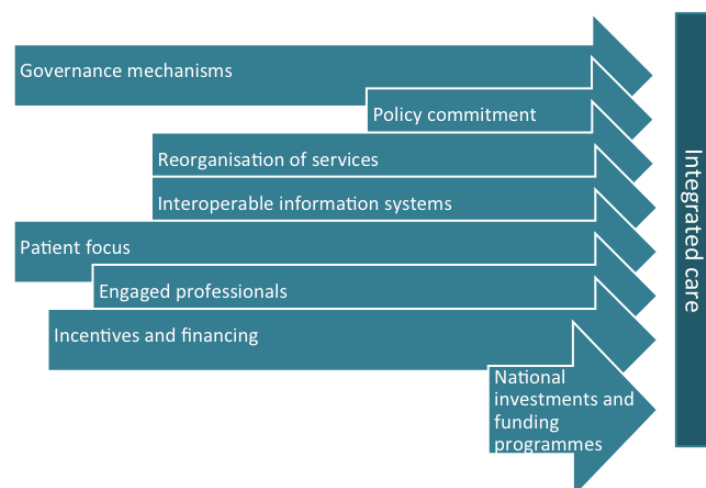 Governance mechanisms
Policy commitment
Reorganisation of services
Interoperable information systems
Patient focus
Engaged professionals
Incentives and financing
National
investments and
funding
programmes
Integrated care